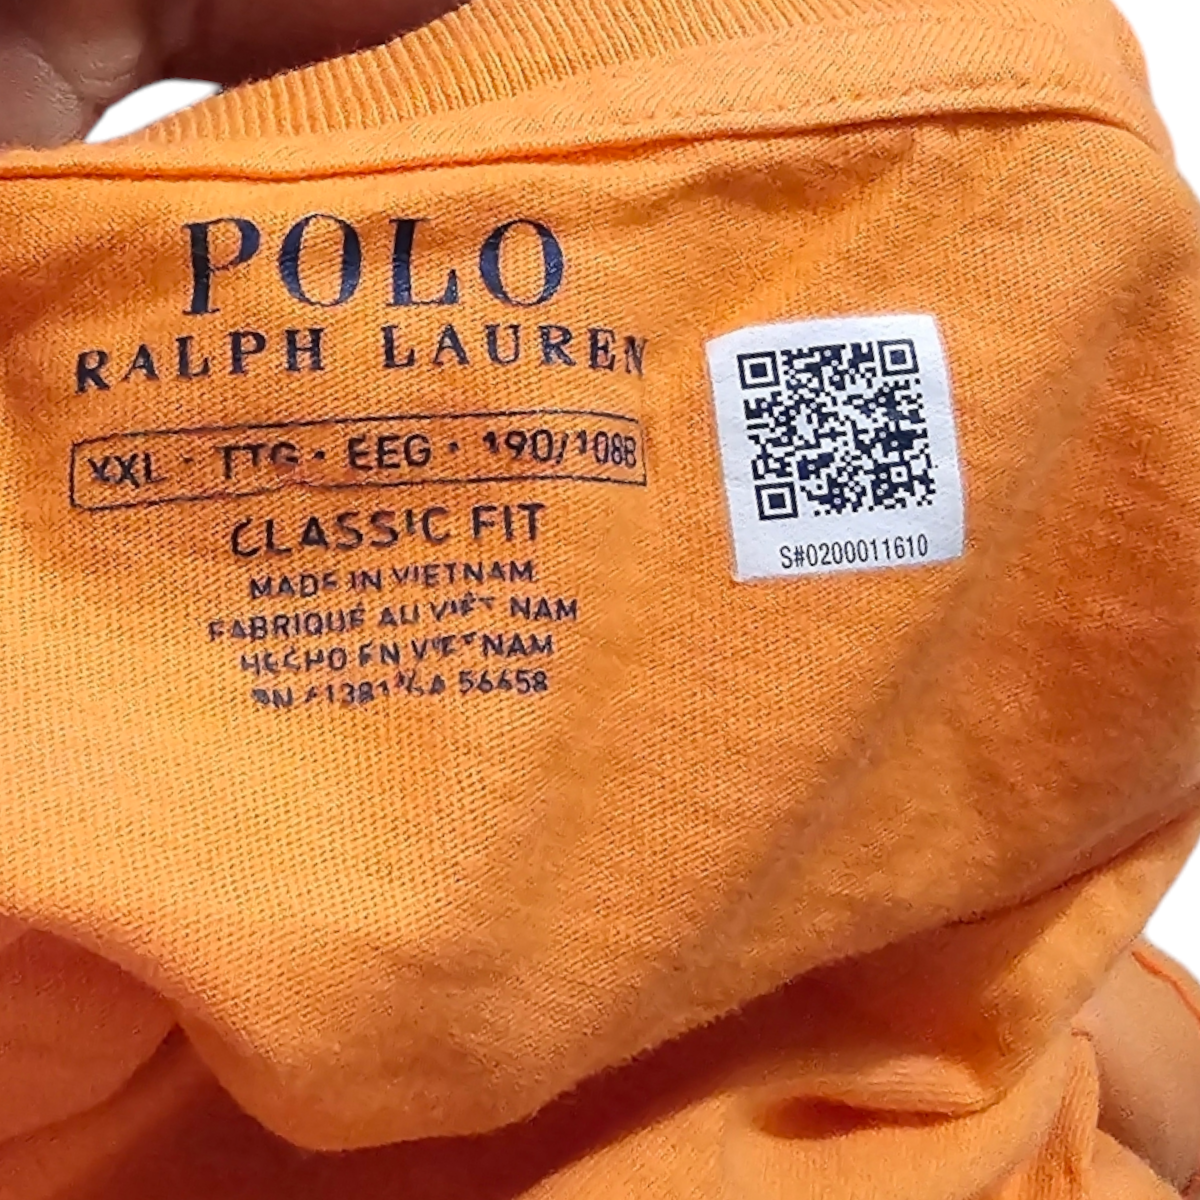 POLO
RALPH LAUREN
XXL · TTG · EEG · 190/108B
CLASSIC FIT
MADE IN VIETNAM
FABRIQUÉ AU VIÊT NAM
HECHO EN VIETNAM
56658
S#0200011610